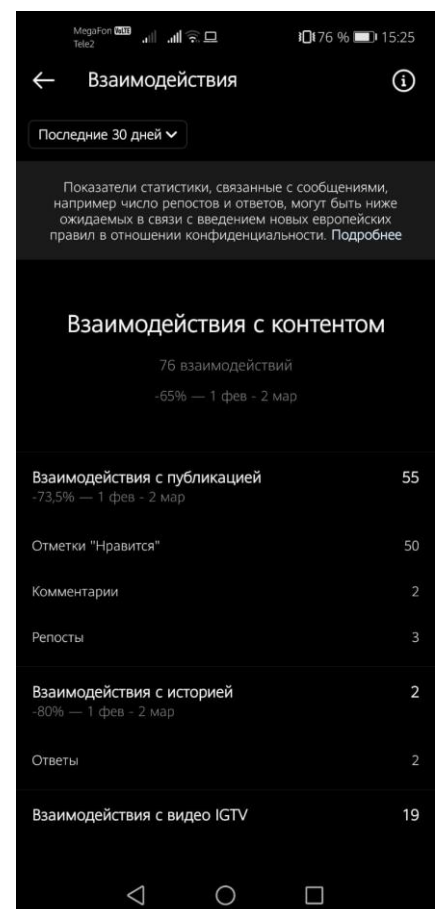 MegaFon VoLTE
Tele2
76 %
15:25
Взаимодействия
Последние 30 дней
Показатели статистики, связанные с сообщениями,
например число репостов и ответов, могут быть ниже
ожидаемых в связи с введением новых европейских
правил в отношении конфиденциальности. Подробнее
Взаимодействия с контентом
76 взаимодействий
-65% — 1 фев - 2 мар
Взаимодействия с публикацией 55
-73,5% — 1 фев - 2 мар
Отметки "Нравится" 50
Комментарии 2
Репосты 3
Взаимодействия с историей 2
-80% — 1 фев - 2 мар
Ответы 2
Взаимодействия с видео IGTV 19